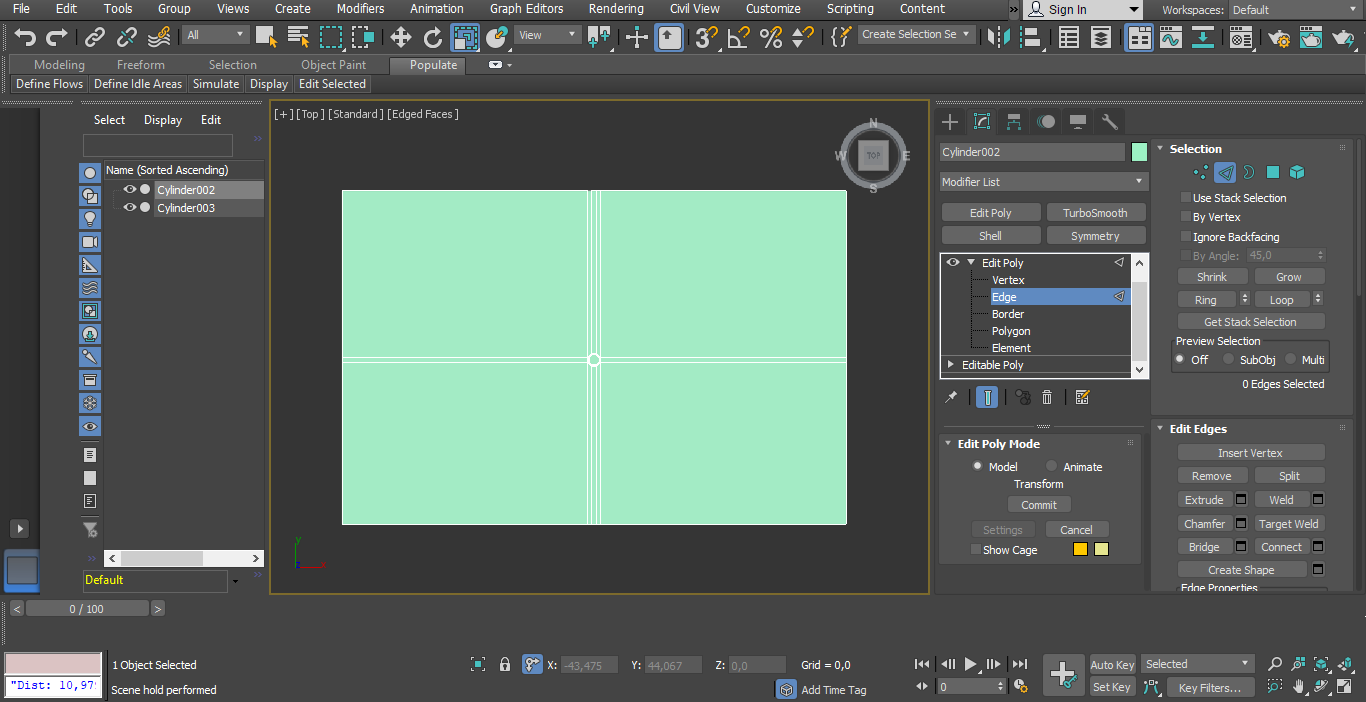 File Edit Tools Group Views Create Modifiers Animation Graph Editors Rendering Civil View Customize Scripting Content » Sign In Workspaces: Default
All View Create Selection Se
Modeling Freeform Selection Object Paint Populate
Define Flows Define Idle Areas Simulate Display Edit Selected
Select Display Edit
Name (Sorted Ascending)
Cylinder002
Cylinder003
Default
[+] [Top] [Standard] [Edged Faces]
N
W TOP E
S
y
z x
Cylinder002
Modifier List
Edit Poly TurboSmooth
Shell Symmetry
Edit Poly
Vertex
Edge
Border
Polygon
Element
Editable Poly
Edit Poly Mode
Model Animate
Transform
Commit
Settings Cancel
Show Cage
Selection
Use Stack Selection
By Vertex
Ignore Backfacing
By Angle: 45,0
Shrink Grow
Ring Loop
Get Stack Selection
Preview Selection
Off SubObj Multi
0 Edges Selected
Edit Edges
Insert Vertex
Remove Split
Extrude Weld
Chamfer Target Weld
Bridge Connect
Create Shape
Edge Properties
< 0 / 100 >
1 Object Selected X: -43,475 Y: 44,067 Z: 0,0 Grid = 0,0 Auto Key Selected
"Dist: 10,97 Scene hold performed Add Time Tag 0 Set Key Key Filters...